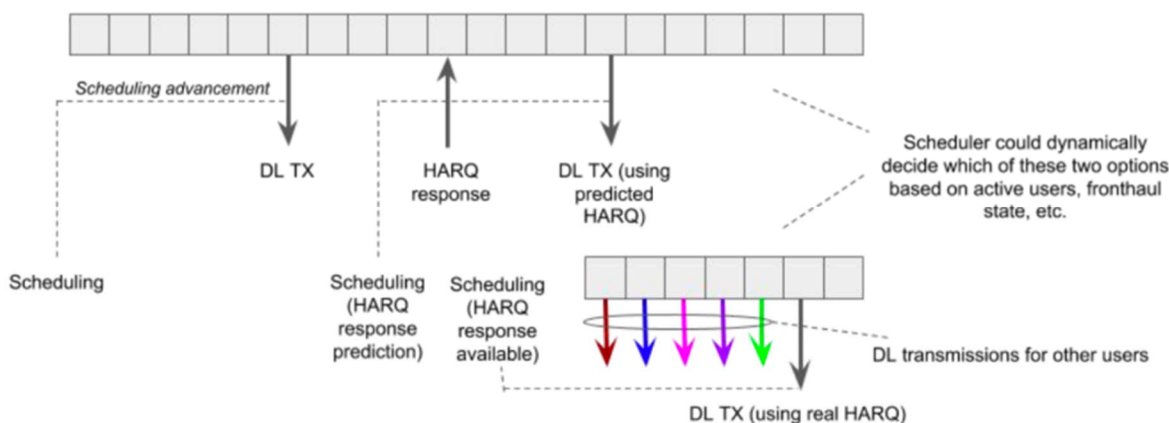 Scheduling advancement
DL TX
HARQ
response
DL TX (using
predicted
HARQ)
Scheduler could dynamically
decide which of these two options
based on active users, fronthaul
state, etc.
Scheduling
Scheduling
(HARQ
response
prediction)
Scheduling
(HARQ
response
available)
DL transmissions for other users
DL TX (using real HARQ)